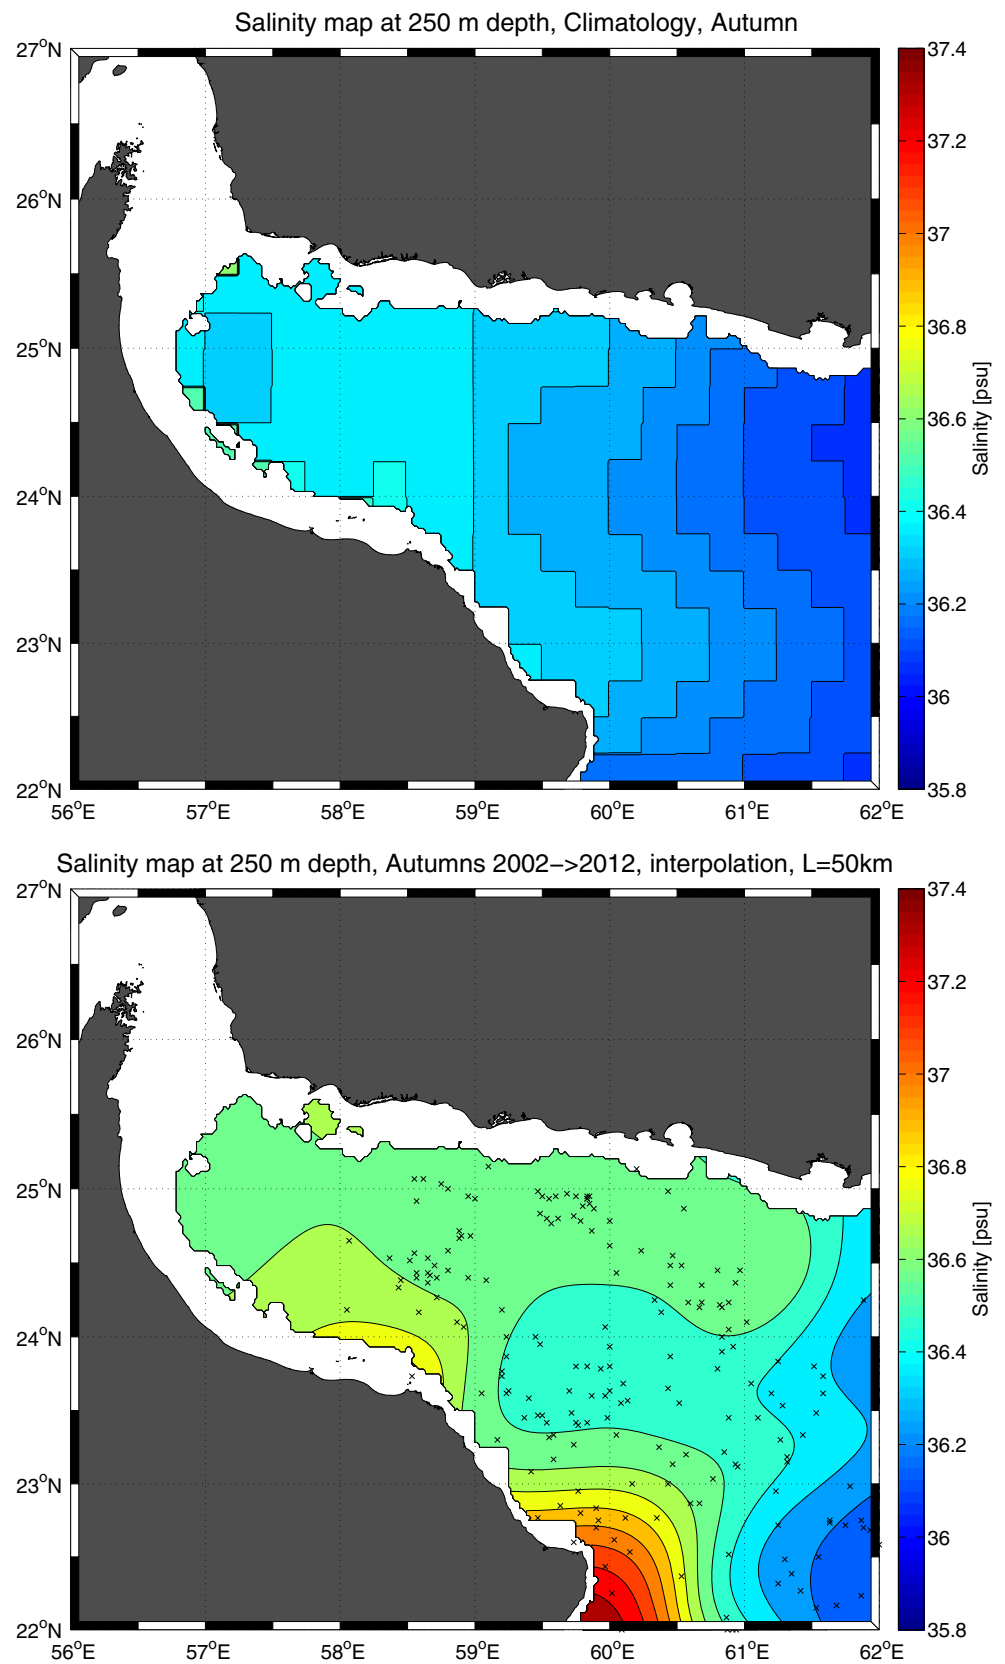 Salinity map at 250 m depth, Climatology, Autumn
27°N
26°N
25°N
24°N
23°N
22°N
56°E 57°E 58°E 59°E 60°E 61°E 62°E
37.4
37.2
37
36.8
36.6
36.4
36.2
36
35.8
Salinity [psu]
Salinity map at 250 m depth, Autumns 2002->2012, interpolation, L=50km
27°N
26°N
25°N
24°N
23°N
22°N
56°E 57°E 58°E 59°E 60°E 61°E 62°E
37.4
37.2
37
36.8
36.6
36.4
36.2
36
35.8
Salinity [psu]